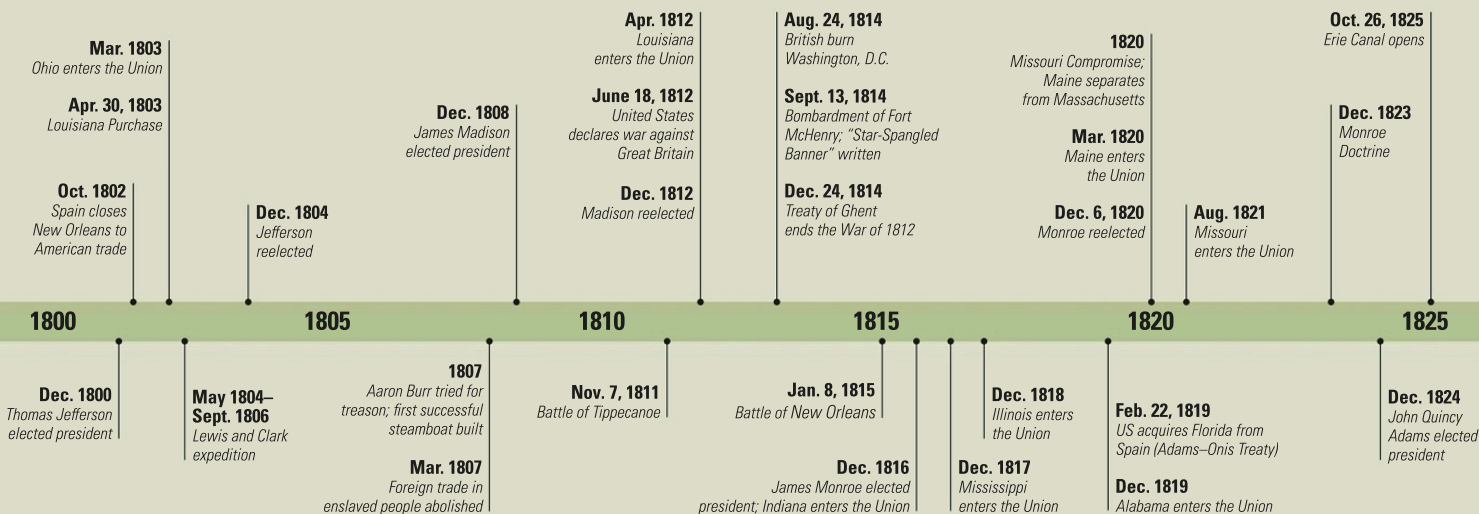 Mar. 1803
Ohio enters the Union
Apr. 30, 1803
Louisiana Purchase
Oct. 1802
Spain closes
New Orleans to
American trade
Dec. 1804
Jefferson
reelected
Dec. 1808
James Madison
elected president
Apr. 1812
Louisiana
enters the Union
June 18, 1812
United States
declares war against
Great Britain
Dec. 1812
Madison reelected
Aug. 24, 1814
British burn
Washington, D.C.
Sept. 13, 1814
Bombardment of Fort
McHenry; “Star-Spangled
Banner” written
Dec. 24, 1814
Treaty of Ghent
ends the War of 1812
1820
Missouri Compromise;
Maine separates
from Massachusetts
Mar. 1820
Maine enters
the Union
Dec. 6, 1820
Monroe reelected
Aug. 1821
Missouri
enters the Union
Oct. 26, 1825
Erie Canal opens
Dec. 1823
Monroe
Doctrine
1800 1805 1810 1815 1820 1825
Dec. 1800
Thomas Jefferson
elected president
May 1804–
Sept. 1806
Lewis and Clark
expedition
1807
Aaron Burr tried for
treason; first successful
steamboat built
Mar. 1807
Foreign trade in
enslaved people abolished
Nov. 7, 1811
Battle of Tippecanoe
Jan. 8, 1815
Battle of New Orleans
Dec. 1816
James Monroe elected
president; Indiana enters the Union
Dec. 1817
Mississippi
enters the Union
Dec. 1818
Illinois enters
the Union
Feb. 22, 1819
US acquires Florida from
Spain (Adams–Onis Treaty)
Dec. 1819
Alabama enters the Union
Dec. 1824
John Quincy
Adams elected
president